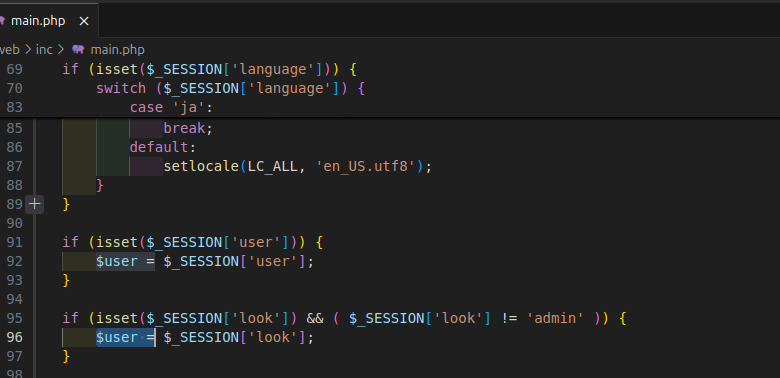 main.php ×
web > inc > main.php
69 if (isset($_SESSION['language'])) {
70 switch ($_SESSION['language']) {
83 case 'ja':
85 break;
86 default:
87 setlocale(LC_ALL, 'en_US.utf8');
88 }
89 + }
90
91 if (isset($_SESSION['user'])) {
92 $user = $_SESSION['user'];
93 }
94
95 if (isset($_SESSION['look']) && ( $_SESSION['look'] != 'admin' )) {
96 $user = $_SESSION['look'];
97 }
98